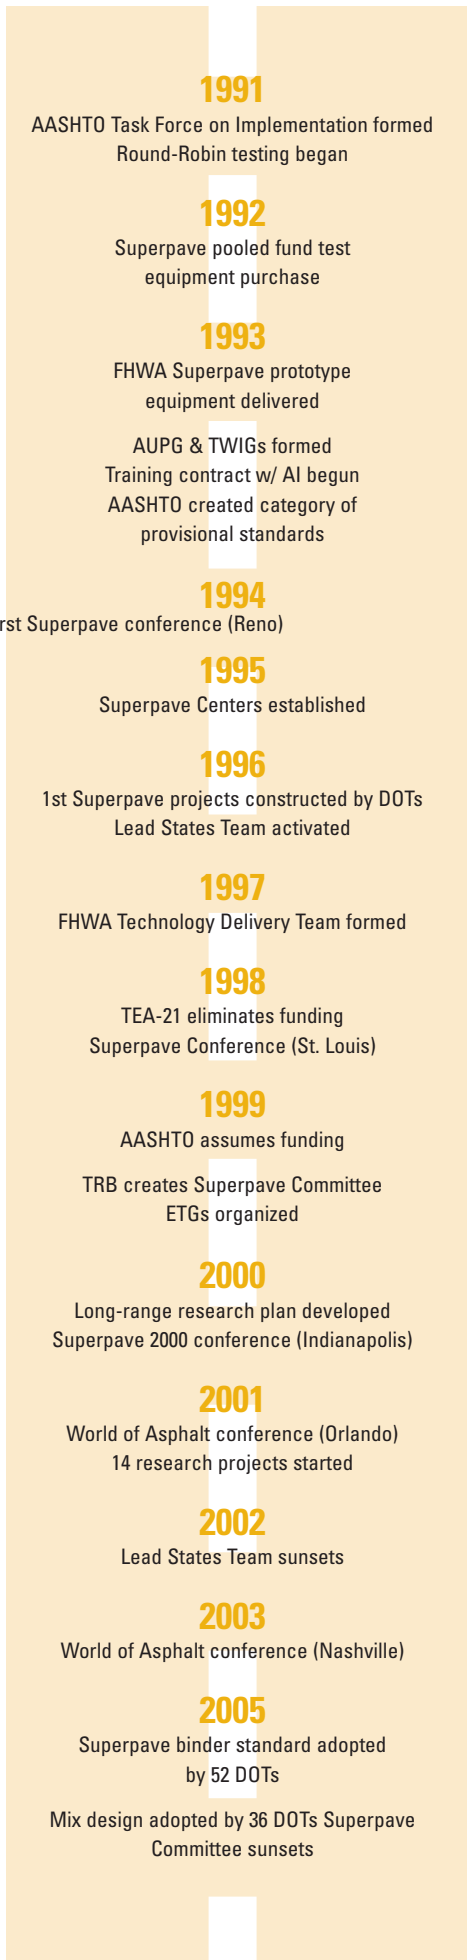 1991
AASHTO Task Force on Implementation formed
Round-Robin testing began
1992
Superpave pooled fund test
equipment purchase
1993
FHWA Superpave prototype
equipment delivered
AUPG & TWIGs formed
Training contract w/ AI begun
AASHTO created category of
provisional standards
1994
rst Superpave conference (Reno)
1995
Superpave Centers established
1996
1st Superpave projects constructed by DOTs
Lead States Team activated
1997
FHWA Technology Delivery Team formed
1998
TEA-21 eliminates funding
Superpave Conference (St. Louis)
1999
AASHTO assumes funding
TRB creates Superpave Committee
ETGs organized
2000
Long-range research plan developed
Superpave 2000 conference (Indianapolis)
2001
World of Asphalt conference (Orlando)
14 research projects started
2002
Lead States Team sunsets
2003
World of Asphalt conference (Nashville)
2005
Superpave binder standard adopted
by 52 DOTs
Mix design adopted by 36 DOTs Superpave
Committee sunsets